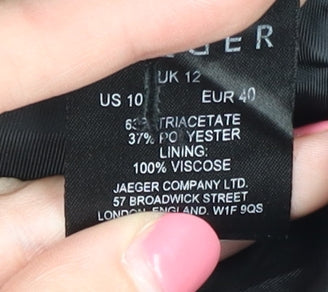 JAEGER
UK 12
US 10 EUR 40
63% TRIACETATE
37% POLYESTER
LINING:
100% VISCOSE
JAEGER COMPANY LTD.
57 BROADWICK STREET
LONDON, ENGLAND, W1F 9QS